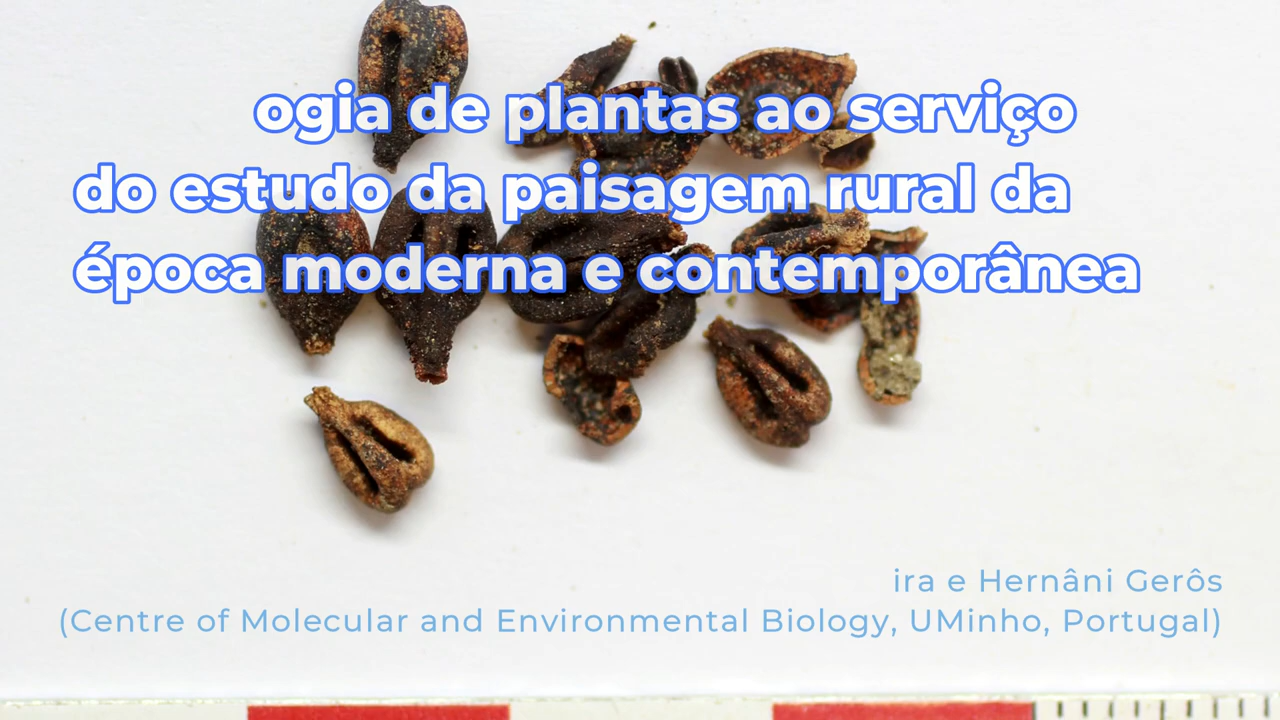 ogia de plantas ao serviço
do estudo da paisagem rural da
época moderna e contemporânea
ira e Hernâni Gerôs
(Centre of Molecular and Environmental Biology, UMinho, Portugal)